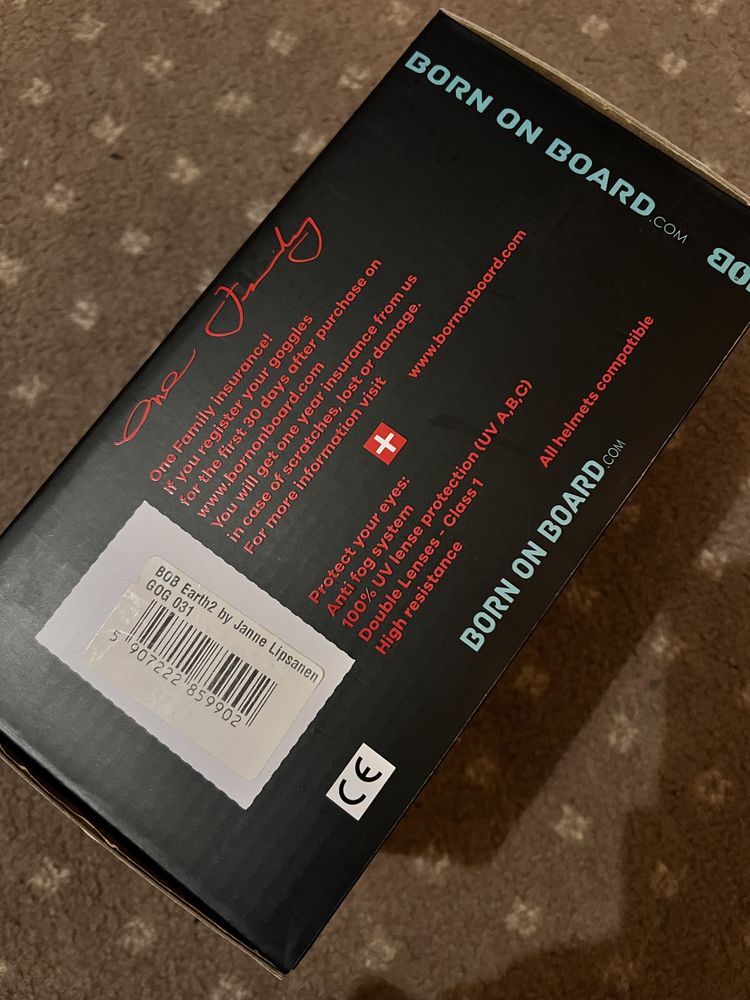 BORN ON BOARD.COM
One Family
One Family insurance!
If you register your goggles
for the first 30 days after purchase on
www.bornonboard.com
You will get one year insurance from us
in case of scratches, lost or damage.
For more information visit
www.bornonboard.com
Protect your eyes:
Anti fog system
100% UV lense protection (UV A,B,C)
Double Lenses - Class 1
High resistance
All helmets compatible
BORN ON BOARD.COM
BOB Earth2 by Janne Lipsanen
GOG 031
5 907222 859902
CE